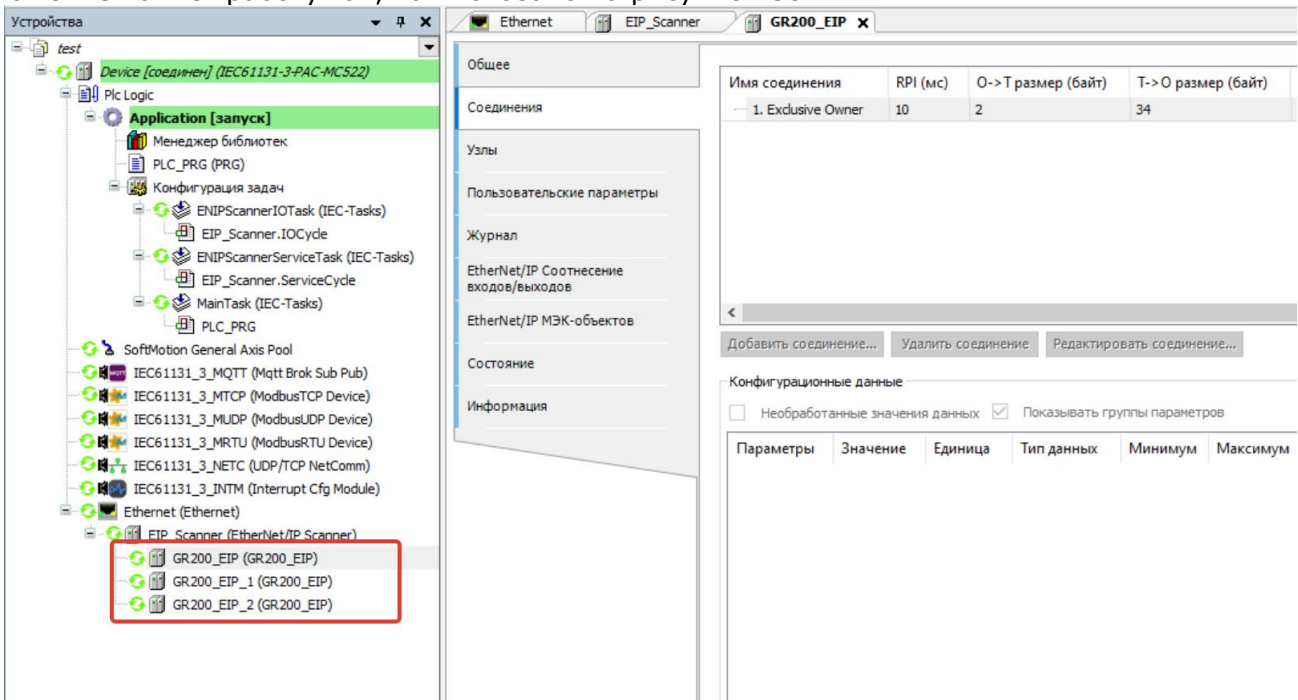 Устройства
Ethernet
EIP_Scanner
GR200_EIP
test
Device [соединен] (IEC61131-3-PAC-MC522)
Plc Logic
Application [запуск]
Менеджер библиотек
PLC_PRG (PRG)
Конфигурация задач
ENIPScannerIOTask (IEC-Tasks)
EIP_Scanner.IOCycle
ENIPScannerServiceTask (IEC-Tasks)
EIP_Scanner.ServiceCycle
MainTask (IEC-Tasks)
PLC_PRG
SoftMotion General Axis Pool
IEC61131_3_MQTT (Mqtt Brok Sub Pub)
IEC61131_3_MTCP (ModbusTCP Device)
IEC61131_3_MUDP (ModbusUDP Device)
IEC61131_3_MRTU (ModbusRTU Device)
IEC61131_3_NETC (UDP/TCP NetComm)
IEC61131_3_INTM (Interrupt Cfg Module)
Ethernet (Ethernet)
EIP_Scanner (EtherNet/IP Scanner)
GR200_EIP (GR200_EIP)
GR200_EIP_1 (GR200_EIP)
GR200_EIP_2 (GR200_EIP)
Общее
Соединения
Узлы
Пользовательские параметры
Журнал
EtherNet/IP Соотнесение
входов/выходов
EtherNet/IP МЭК-объектов
Состояние
Информация
Имя соединения RPI (мс) O->T размер (байт) T->O размер (байт)
1. Exclusive Owner 10 2 34
Добавить соединение... Удалить соединение Редактировать соединение...
Конфигурационные данные
Необработанные значения данных Показывать группы параметров
Параметры Значение Единица Тип данных Минимум Максимум